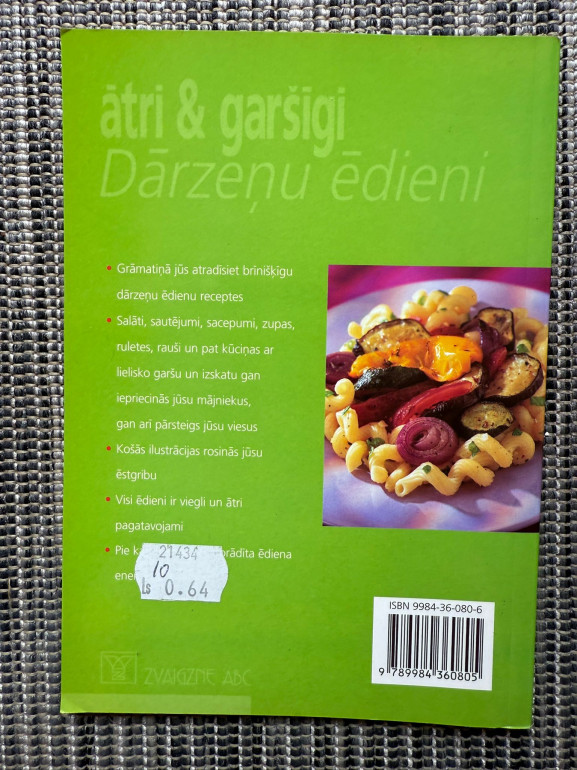 ātri & garšīgi
Dārzeņu ēdieni
• Grāmatiņā jūs atradīsiet brīnišķīgu
dārzeņu ēdienu receptes
• Salāti, sautējumi, sacepumi, zupas,
ruletes, rauši un pat kūciņas ar
lielisko garšu un izskatu gan
iepriecinās jūsu mājniekus,
gan arī pārsteigs jūsu viesus
• Košās ilustrācijas rosinās jūsu
ēstgribu
• Visi ēdieni ir viegli un ātri
pagatavojami
• Pie ēdiena
21434
10
Ls 0.64
ISBN 9984-36-080-6
9 789984 360805
ZVAIGZNE ABC